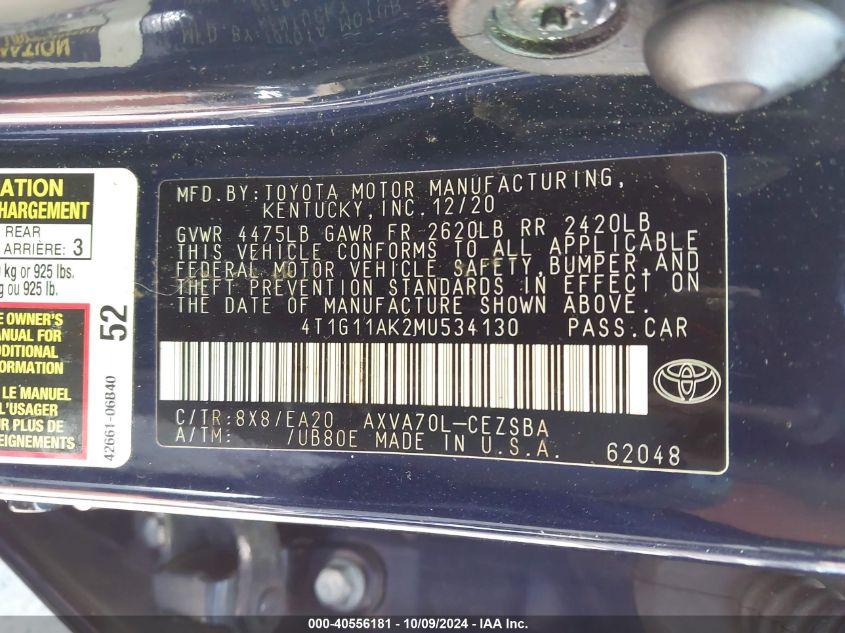 MFD.BY:TOYOTA MOTOR MANUFACTURING,
KENTUCKY,INC.12/20
GVWR 4475LB GAWR FR 2620LB RR 2420LB
THIS VEHICLE CONFORMS TO ALL APPLICABLE
FEDERAL MOTOR VEHICLE SAFETY,BUMPER,AND
THEFT PREVENTION STANDARDS IN EFFECT ON
THE DATE OF MANUFACTURE SHOWN ABOVE.
4T1G11AK2MU534130 PASS.CAR
C/TR:8X8/EA20 AXVA70L-CEZSBA
A/TM: /UB80E MADE IN U.S.A. 62048
ATION
HARGEMENT
REAR
ARRIÈRE: 3
kg or 925 lbs.
ou 925 lb.
OWNER'S
MANUAL FOR
ADDITIONAL
INFORMATION
LE MANUEL
L'USAGER
POUR PLUS DE
52
42661-06B40
000-40556181 - 10/09/2024 - IAA Inc.